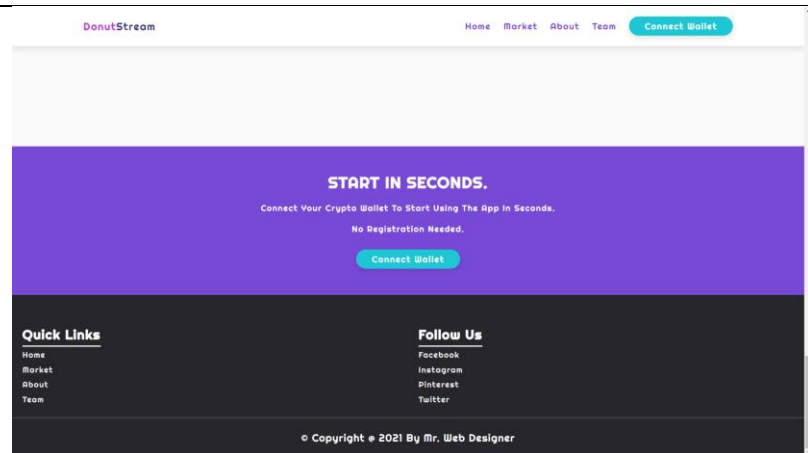 DonutStream
Home Market About Team Connect Wallet
START IN SECONDS.
Connect Your Crypto Wallet To Start Using The App In Seconds.
No Registration Needed.
Connect Wallet
Quick Links
Home
Market
About
Team
Follow Us
Facebook
Instagram
Pinterest
Twitter
© Copyright @ 2021 By Mr. Web Designer